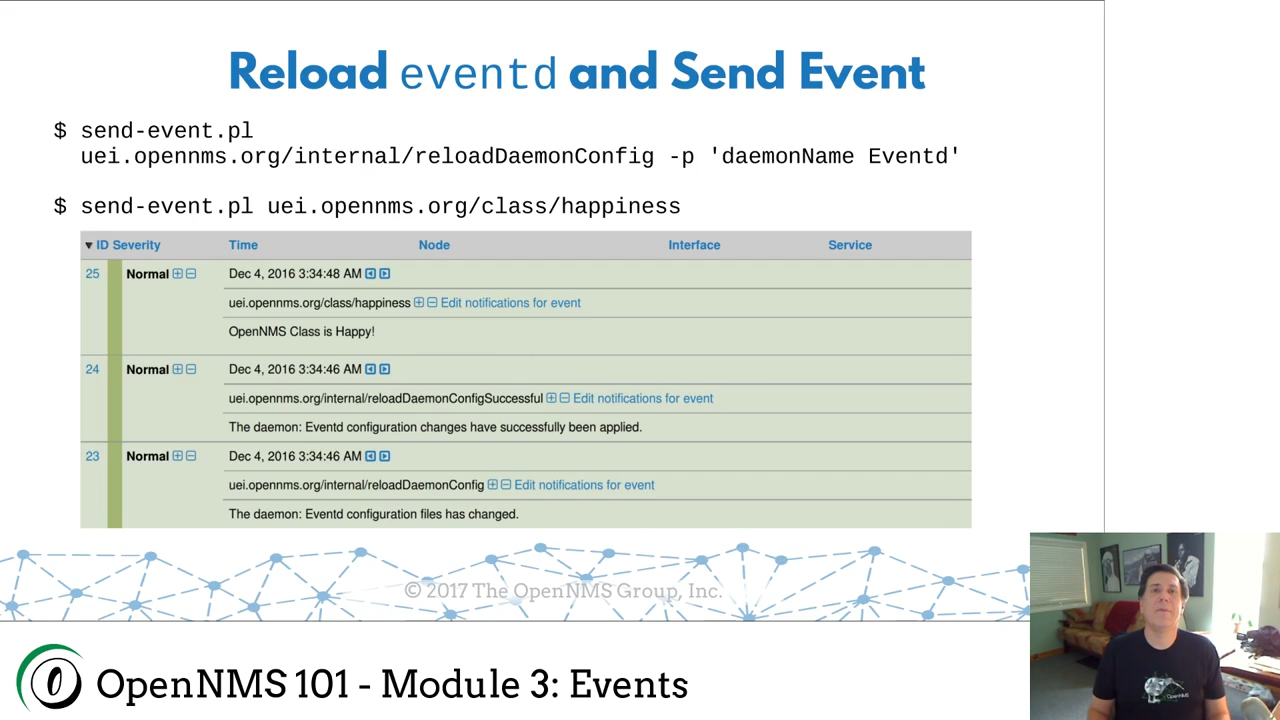 Reload eventd and Send Event
$ send-event.pl
uei.opennms.org/internal/reloadDaemonConfig -p 'daemonName Eventd'
$ send-event.pl uei.opennms.org/class/happiness
ID Severity Time Node Interface Service
25 Normal Dec 4, 2016 3:34:48 AM
uei.opennms.org/class/happiness Edit notifications for event
OpenNMS Class is Happy!
24 Normal Dec 4, 2016 3:34:46 AM
uei.opennms.org/internal/reloadDaemonConfigSuccessful Edit notifications for event
The daemon: Eventd configuration changes have successfully been applied.
23 Normal Dec 4, 2016 3:34:46 AM
uei.opennms.org/internal/reloadDaemonConfig Edit notifications for event
The daemon: Eventd configuration files has changed.
© 2017 The OpenNMS Group, Inc.
OpenNMS 101 - Module 3: Events
OpenNMS